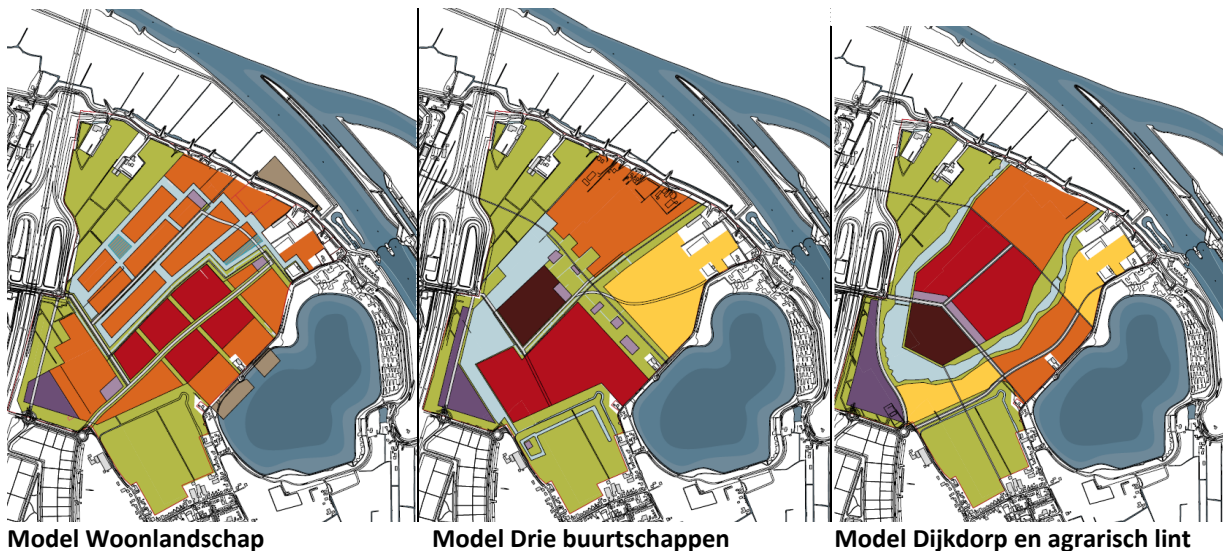 Model Woonlandschap
Model Drie buurtschappen
Model Dijkdorp en agrarisch lint